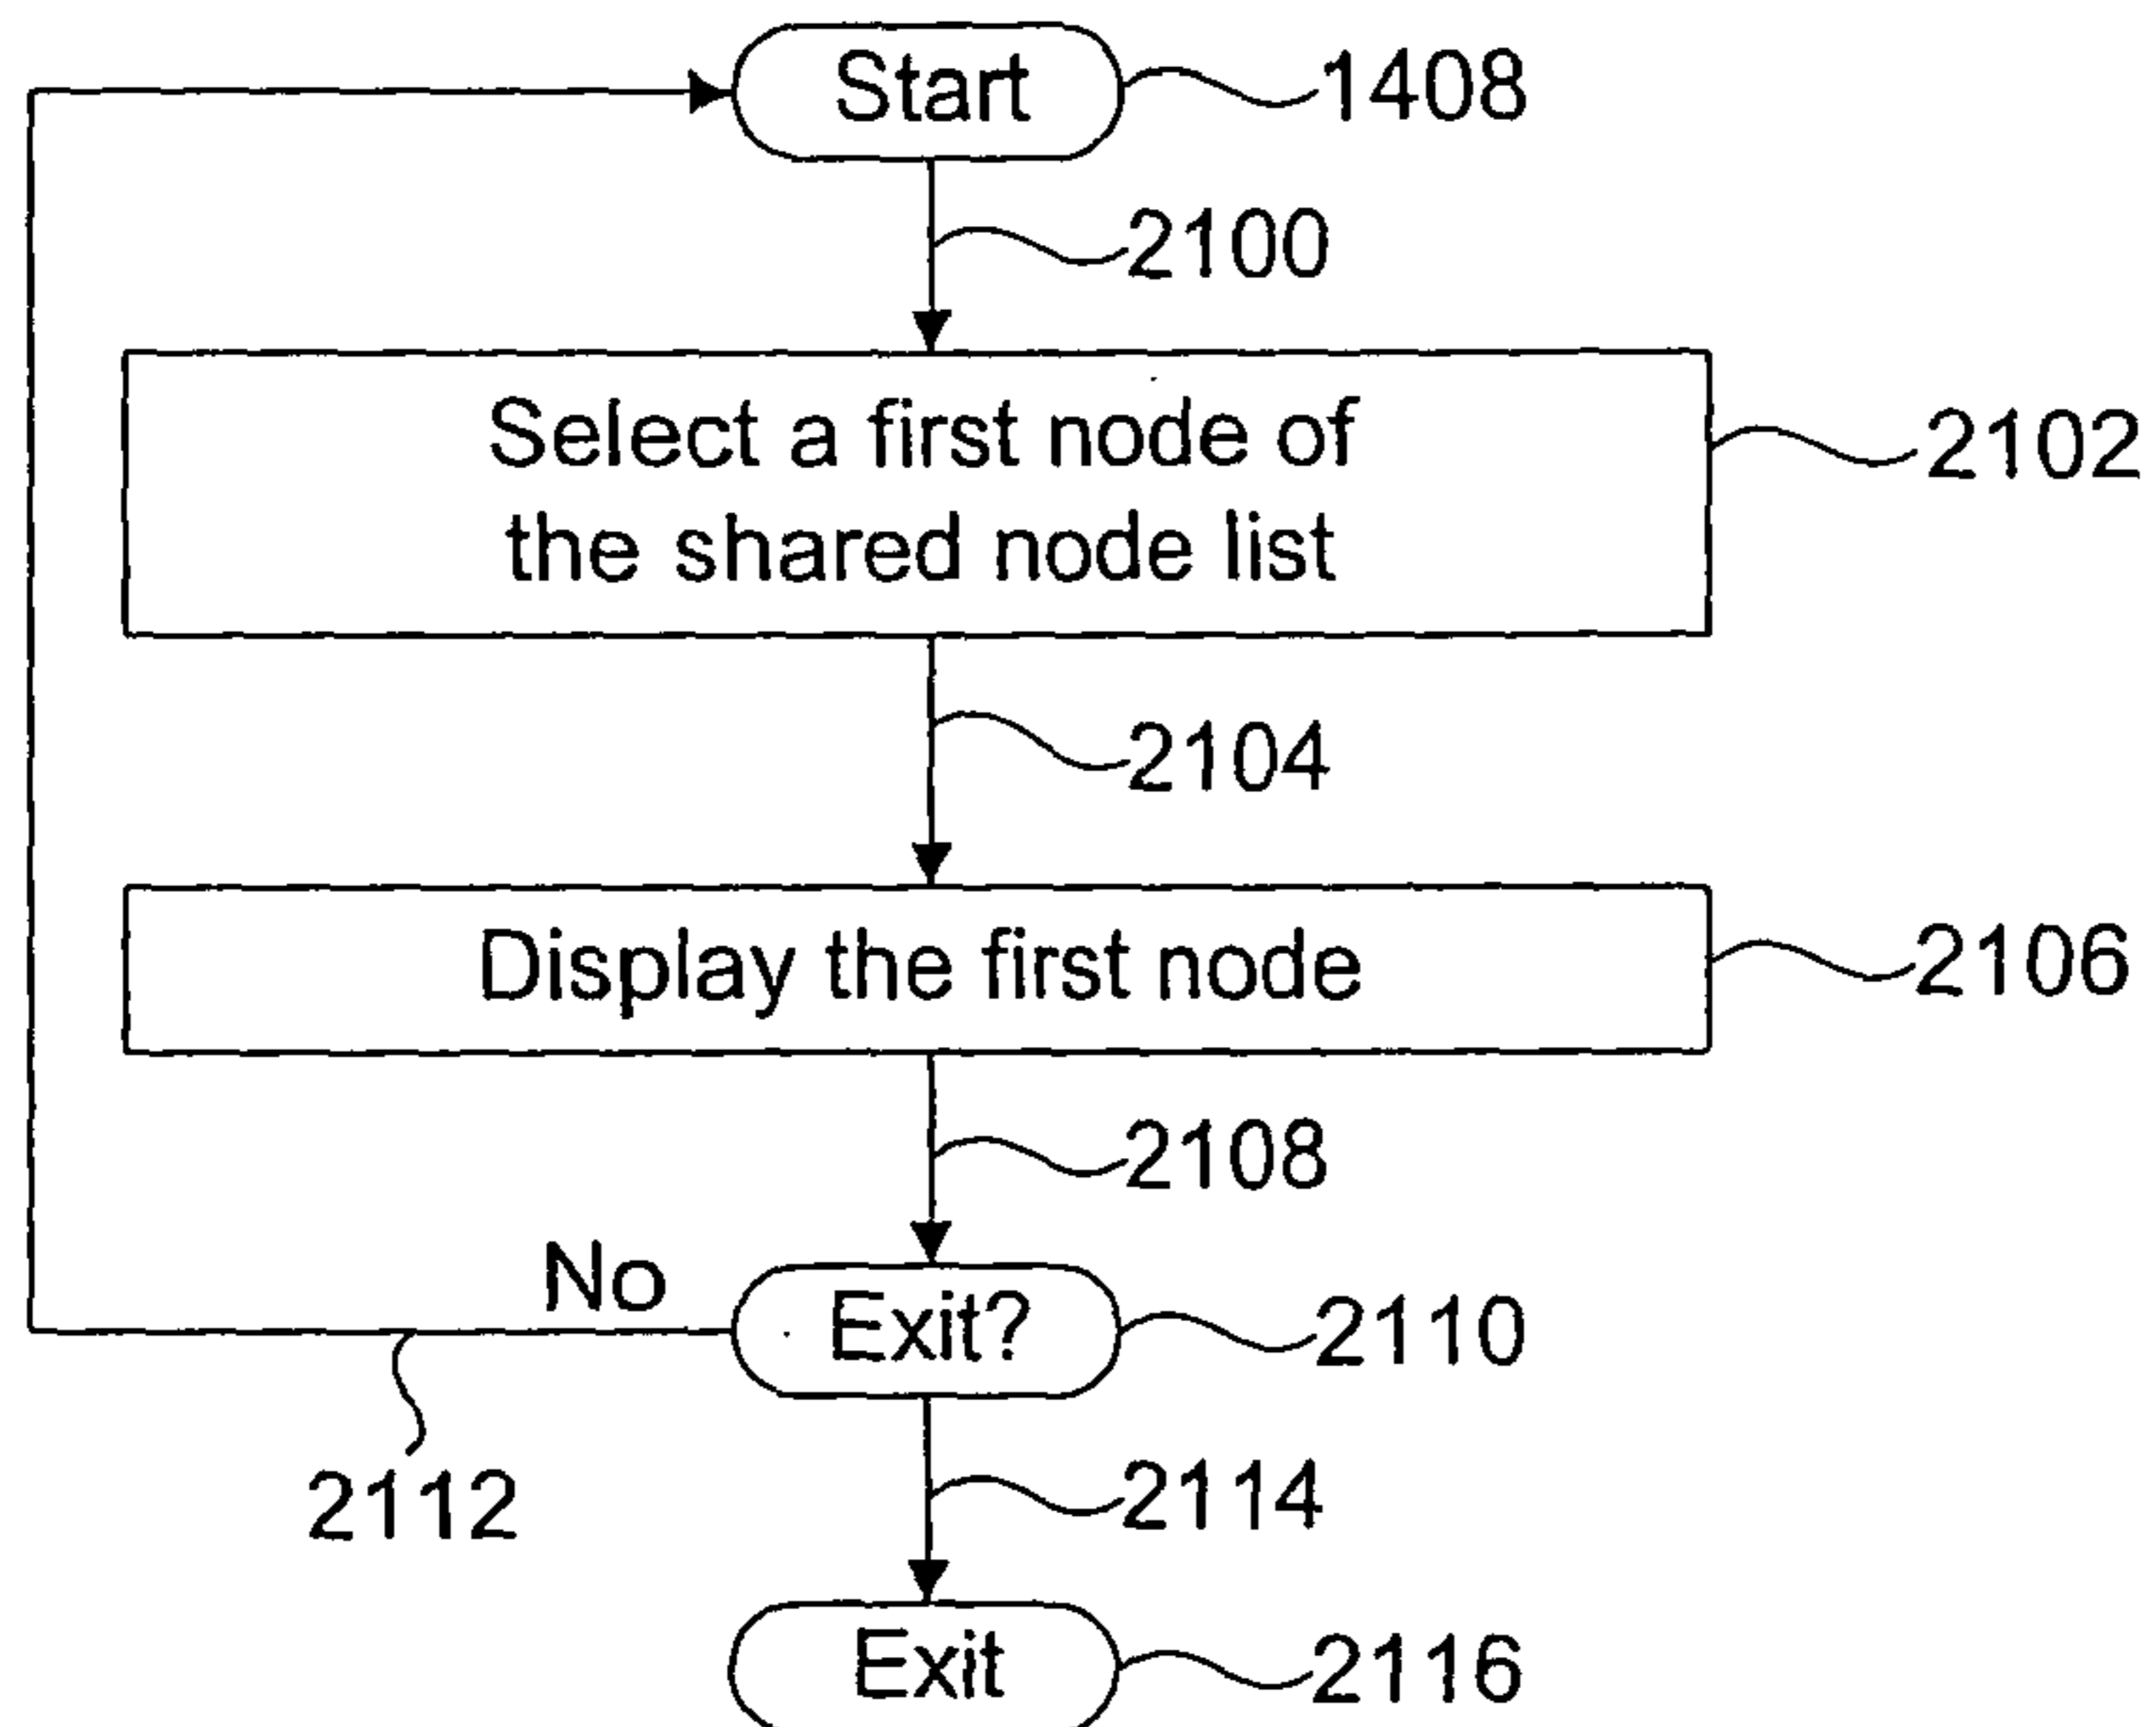 Start
1408
2100
Select a first node of
the shared node list
2102
2104
Display the first node
2106
2108
No
Exit?
2110
2112
2114
Exit
2116